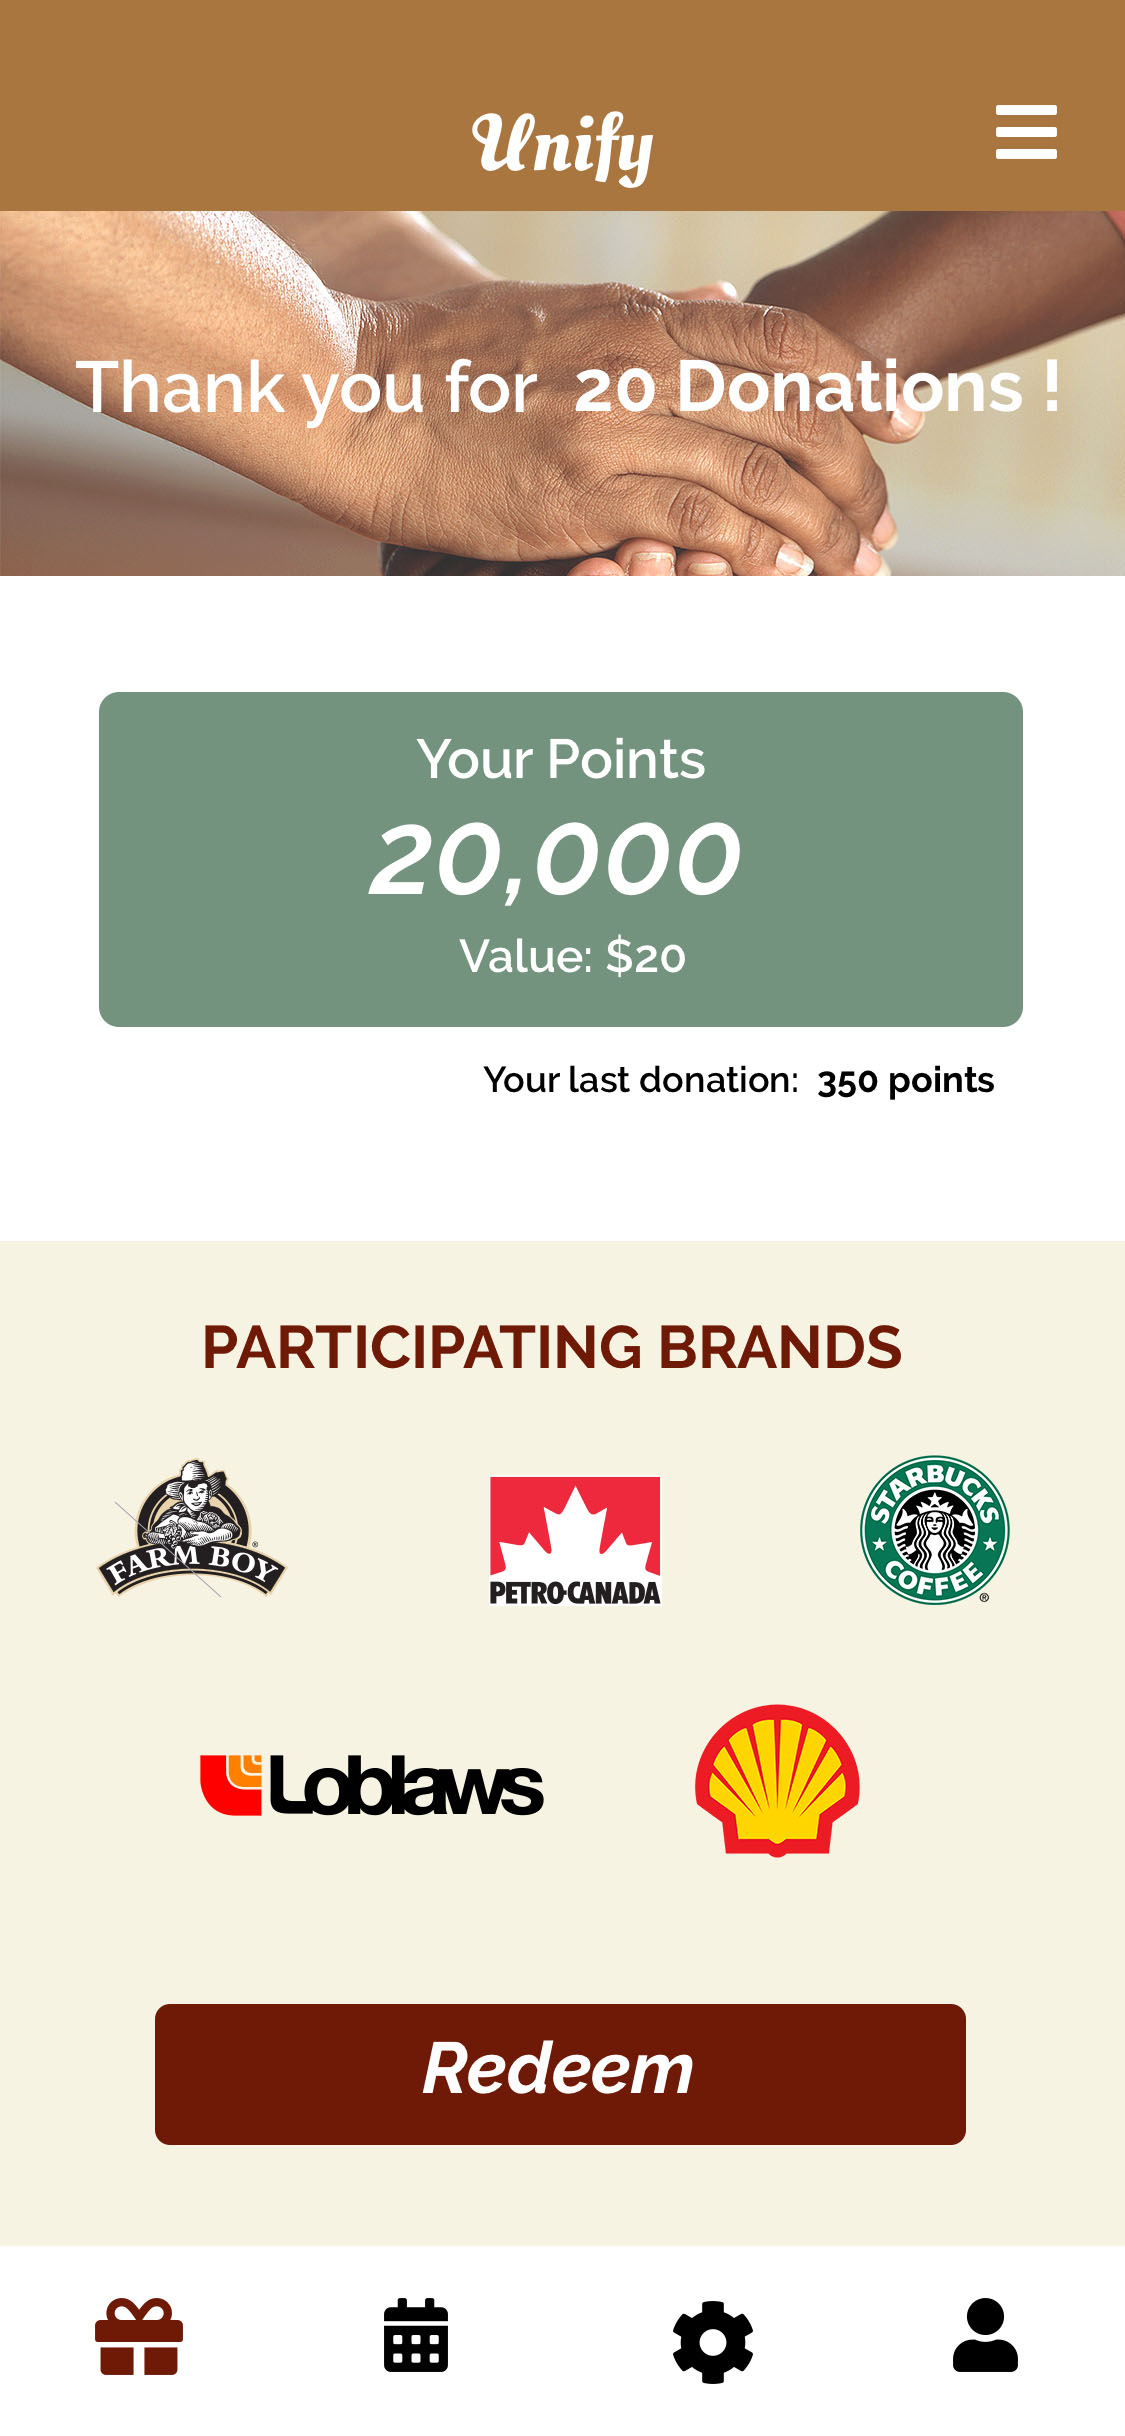 Unify
Thank you for 20 Donations !
Your Points
20,000
Value: $20
Your last donation: 350 points
PARTICIPATING BRANDS
FARM BOY ®
PETRO-CANADA
STARBUCKS
COFFEE ®
Loblaws
Redeem